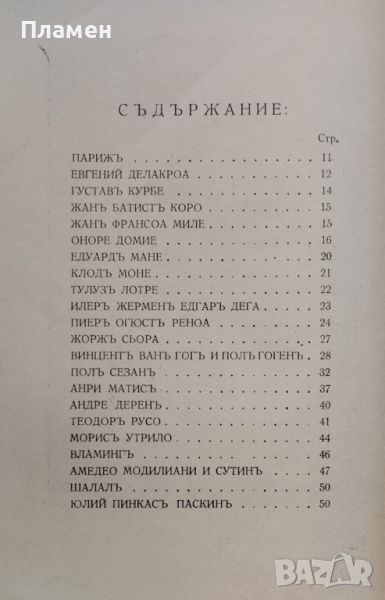 Пламен
СЪДЪРЖАНИЕ:
Стр.
ПАРИЖЪ . . . . . . . . . . . . . . 11
ЕВГЕНИЙ ДЕЛАКРОА . . . . . . . . . . 12
ГУСТАВЪ КУРБЕ . . . . . . . . . . . . 14
ЖАНЪ БАТИСТЪ КОРО . . . . . . . . . 15
ЖАНЪ ФРАНСОА МИЛЕ . . . . . . . . . 15
ОНОРЕ ДОМИЕ . . . . . . . . . . . . 16
ЕДУАРДЪ МАНЕ . . . . . . . . . . . . 20
КЛОДЪ МОНЕ . . . . . . . . . . . . . 21
ТУЛУЗЪ ЛОТРЕ . . . . . . . . . . . . 22
ИЛЕРЪ ЖЕРМЕНЪ ЕДГАРЪ ДЕГА . . . . . 23
ПИЕРЪ ОГЮСТЪ РЕНОА . . . . . . . . . 24
ЖОРЖЪ СЬОРА . . . . . . . . . . . . 27
ВИНЦЕНТЪ ВАНЪ ГОГЪ И ПОЛЪ ГОГЕНЪ . . 28
ПОЛЪ СЕЗАНЪ . . . . . . . . . . . . 32
АНРИ МАТИСЪ . . . . . . . . . . . . 37
АНДРЕ ДЕРЕНЪ . . . . . . . . . . . . 40
ТЕОДОРЪ РУСО . . . . . . . . . . . . 41
МОРИСЪ УТРИЛО . . . . . . . . . . . 44
ВЛАМИНГЪ . . . . . . . . . . . . . . 46
АМЕДЕО МОДИЛИАНИ И СУТИНЪ . . . . . 47
ШАЛАЛЪ . . . . . . . . . . . . . . . 50
ЮЛИЙ ПИНКАСЪ ПАСКИНЪ . . . . . . . . 50
BAZAR